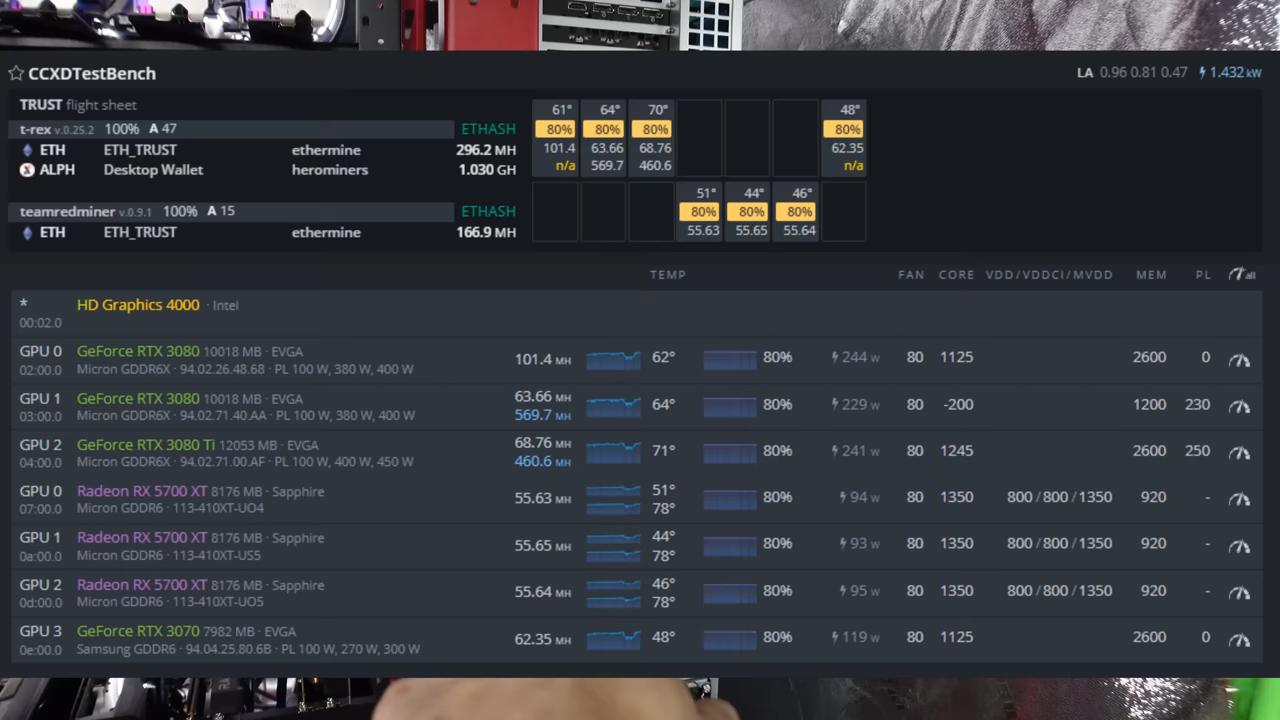 CCXDTestBench
LA 0.96 0.81 0.47 1.432 kW
TRUST flight sheet
t-rex v.0.25.2 100% A 47 ETHASH
ETH ETH_TRUST ethermine 296.2 MH
ALPH Desktop Wallet herominers 1.030 GH
61° 64° 70° 48°
80% 80% 80% 80%
101.4 63.66 68.76 62.35
n/a 569.7 460.6 n/a
teamredminer v.0.9.1 100% A 15 ETHASH
ETH ETH_TRUST ethermine 166.9 MH
51° 44° 46°
80% 80% 80%
55.63 55.65 55.64
TEMP FAN CORE VDD/VDDCI/MVDD MEM PL all
* HD Graphics 4000 · Intel
00:02.0
GPU 0 GeForce RTX 3080 10018 MB · EVGA
02:00.0 Micron GDDR6X · 94.02.26.48.68 · PL 100 W, 380 W, 400 W
101.4 MH 62° 80% 244 W 80 1125 2600 0
GPU 1 GeForce RTX 3080 10018 MB · EVGA
03:00.0 Micron GDDR6X · 94.02.71.40.AA · PL 100 W, 380 W, 400 W
63.66 MH
569.7 MH
64° 80% 229 W 80 -200 1200 230
GPU 2 GeForce RTX 3080 Ti 12053 MB · EVGA
04:00.0 Micron GDDR6X · 94.02.71.00.AF · PL 100 W, 400 W, 450 W
68.76 MH
460.6 MH
71° 80% 241 W 80 1245 2600 250
GPU 0 Radeon RX 5700 XT 8176 MB · Sapphire
07:00.0 Micron GDDR6 · 113-410XT-UO4
55.63 MH 51° 78° 80% 94 W 80 1350 800/800/1350 920 -
GPU 1 Radeon RX 5700 XT 8176 MB · Sapphire
0a:00.0 Micron GDDR6 · 113-410XT-US5
55.65 MH 44° 78° 80% 93 W 80 1350 800/800/1350 920 -
GPU 2 Radeon RX 5700 XT 8176 MB · Sapphire
0d:00.0 Micron GDDR6 · 113-410XT-UO5
55.64 MH 46° 78° 80% 95 W 80 1350 800/800/1350 920 -
GPU 3 GeForce RTX 3070 7982 MB · EVGA
0e:00.0 Samsung GDDR6 · 94.04.25.80.6B · PL 100 W, 270 W, 300 W
62.35 MH 48° 80% 119 W 80 1125 2600 0